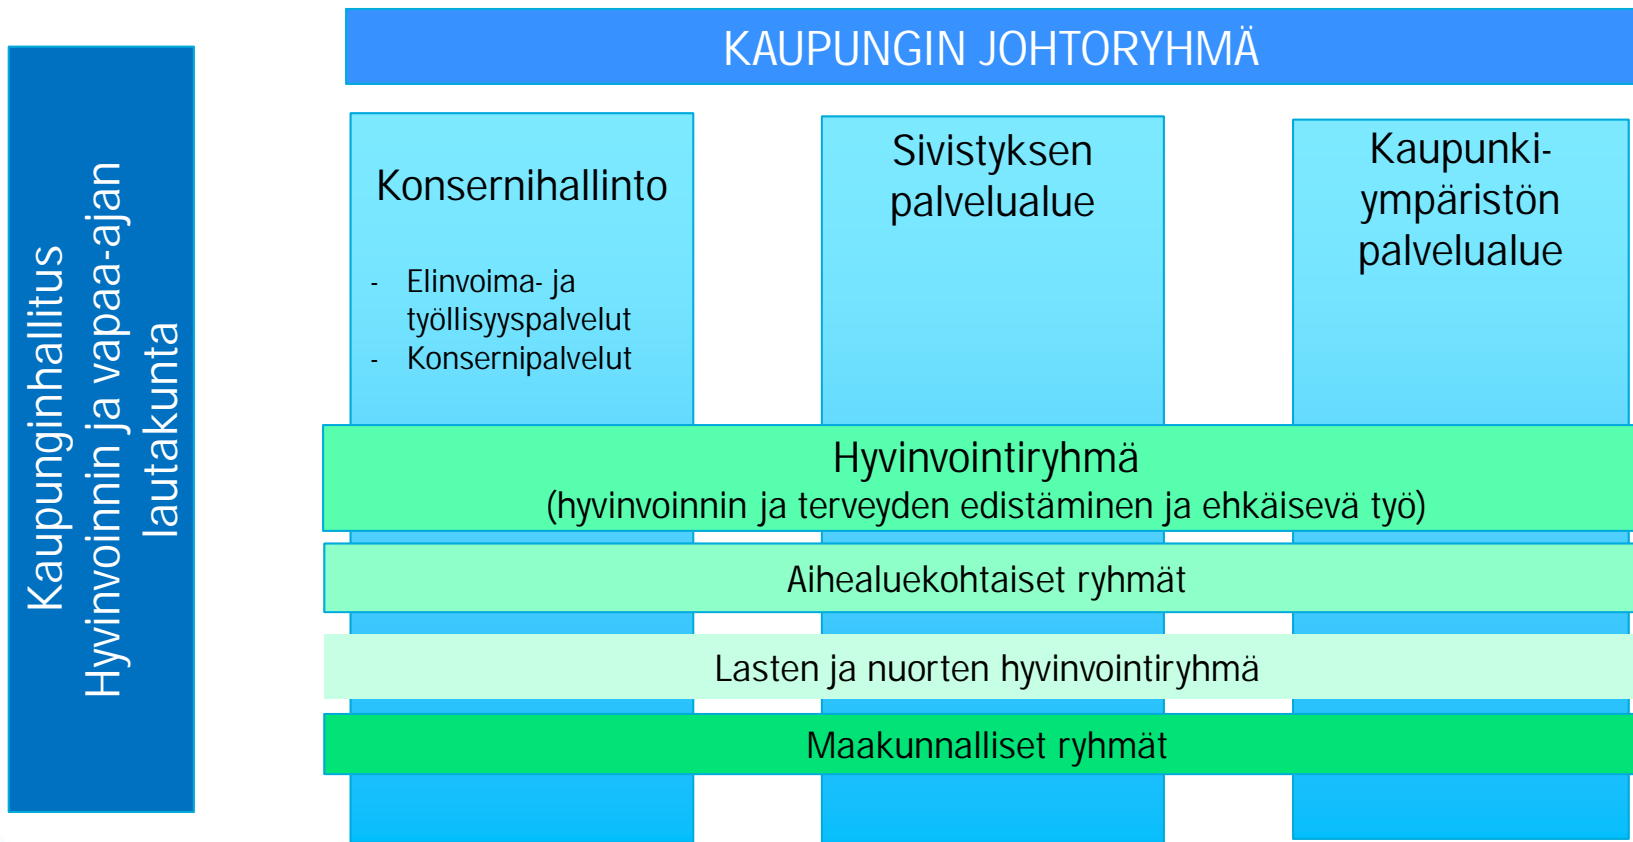 KAUPUNGIN JOHTORYHMÄ
Kaupunginhallitus
Hyvinvoinnin ja vapaa-ajan
lautakunta
Konsernihallinto
- Elinvoima- ja
työllisyyspalvelut
- Konsernipalvelut
Sivistyksen
palvelualue
Kaupunki-
ympäristön
palvelualue
Hyvinvointiryhmä
(hyvinvoinnin ja terveyden edistäminen ja ehkäisevä työ)
Aihealuekohtaiset ryhmät
Lasten ja nuorten hyvinvointiryhmä
Maakunnalliset ryhmät